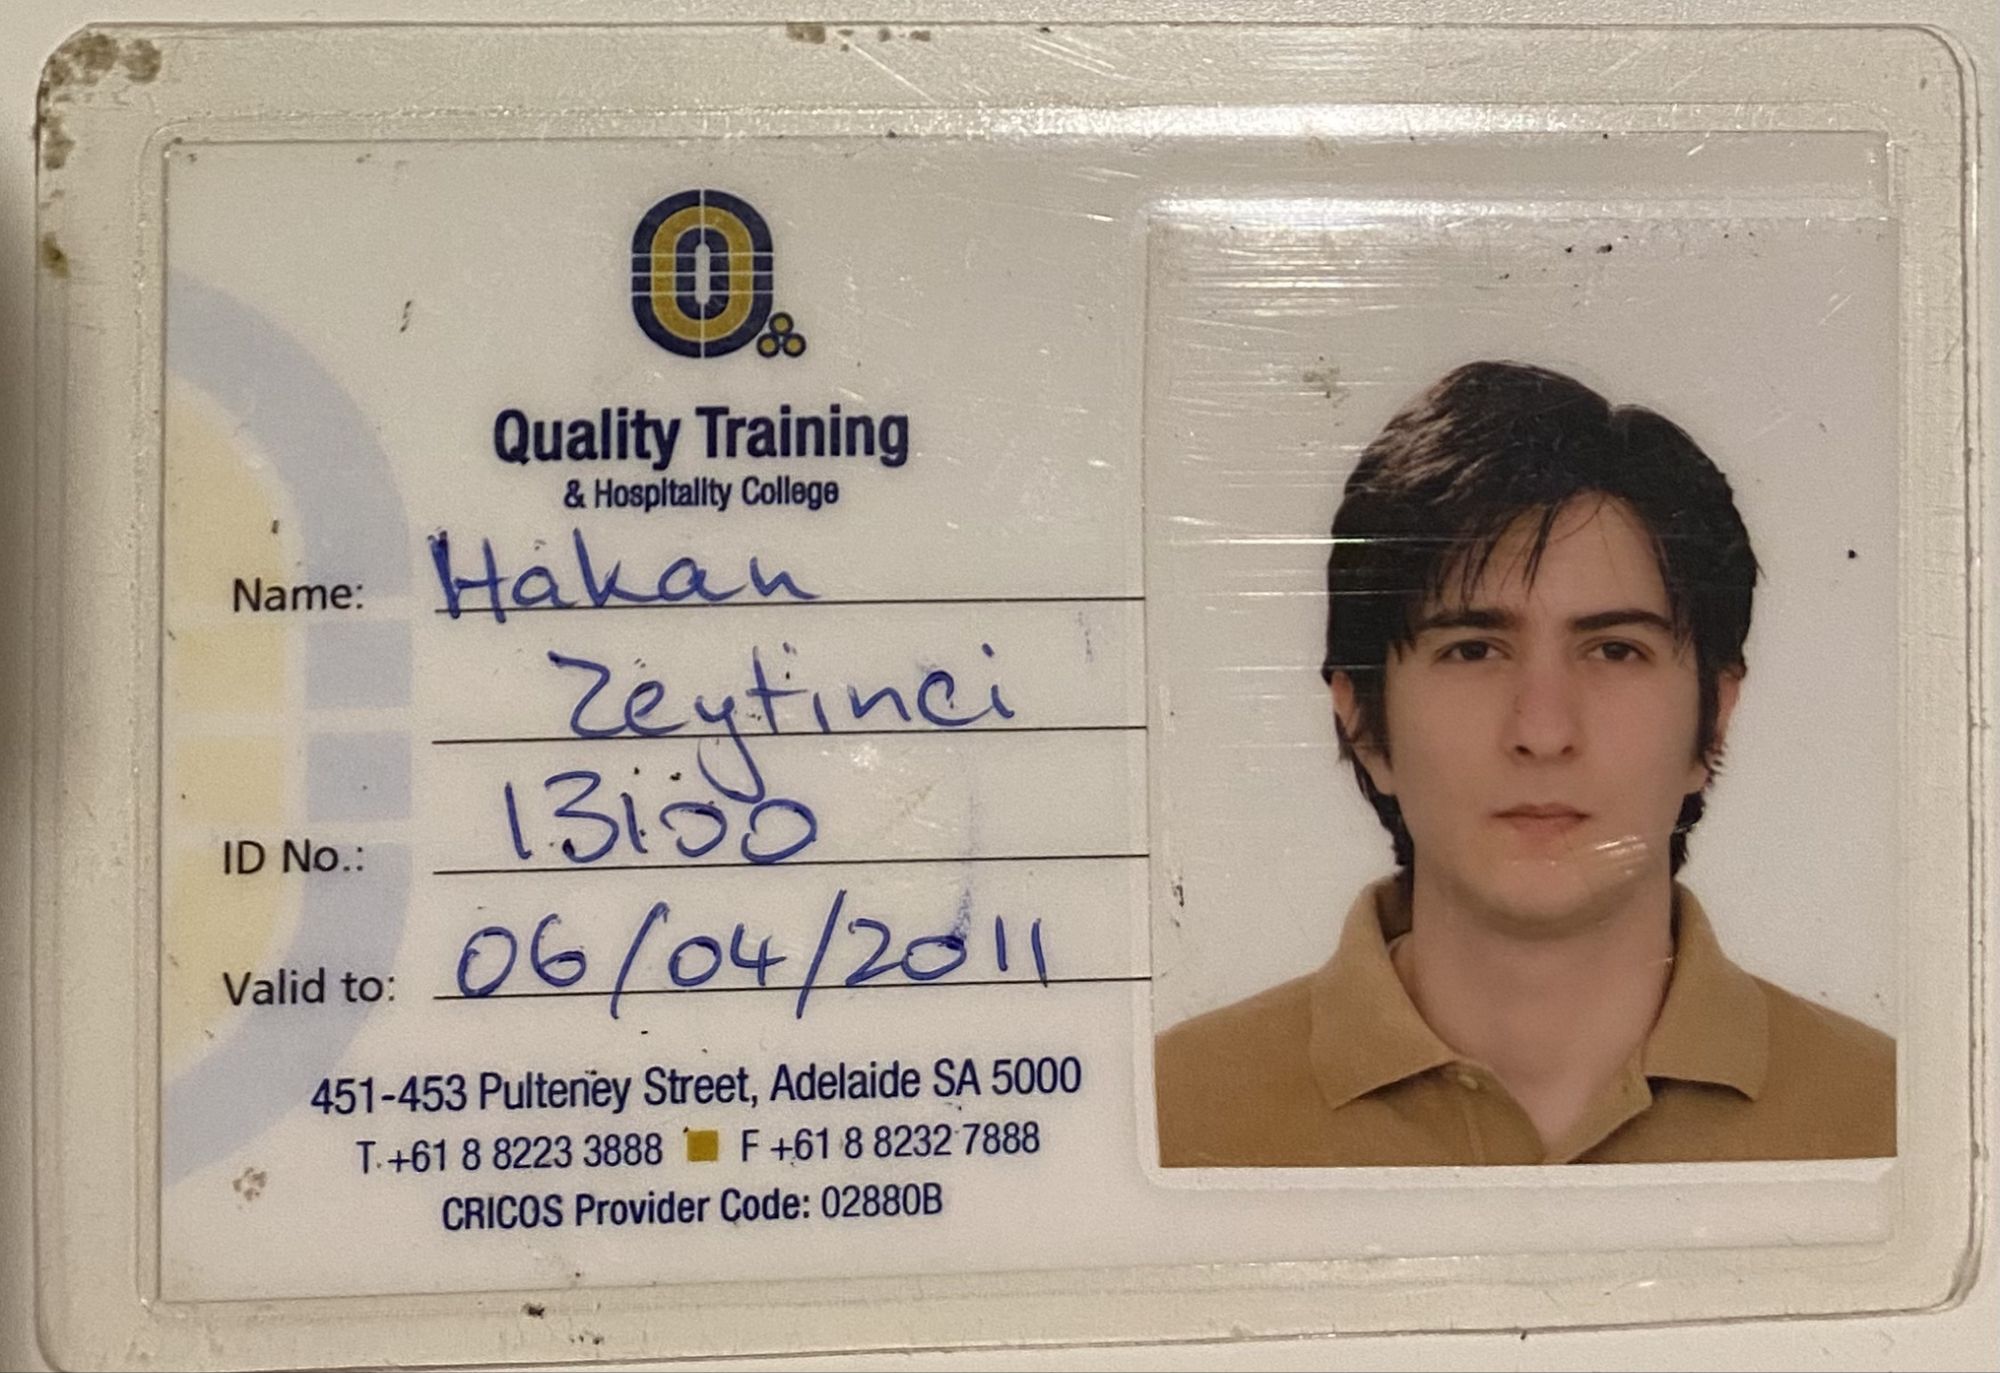 Quality Training
& Hospitality College
Name: Hakan
Zeytinci
ID No.: 13100
Valid to: 06/04/2011
451-453 Pulteney Street, Adelaide SA 5000
T +61 8 8223 3888 F +61 8 8232 7888
CRICOS Provider Code: 02880B